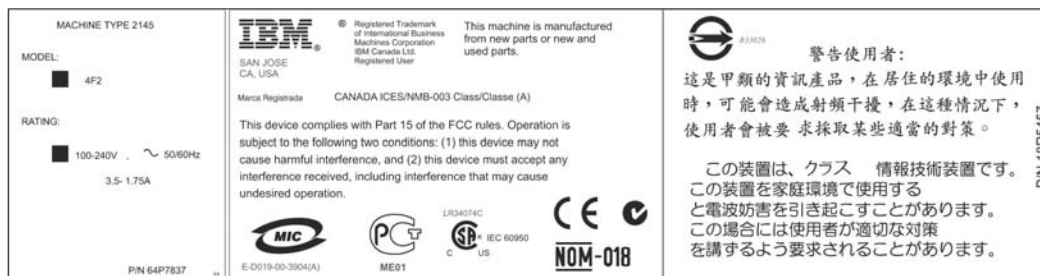 MACHINE TYPE 2145
MODEL:
4F2
RATING:
100-240V , ～ 50/60Hz
3.5- 1.75A
P/N 64P7837
IBM®
SAN JOSE
CA, USA
® Registered Trademark
of International Business
Machines Corporation
IBM Canada Ltd.
Registered User
This machine is manufactured
from new parts or new and
used parts.
Marca Registrada
CANADA ICES/NMB-003 Class/Classe (A)
This device complies with Part 15 of the FCC rules. Operation is
subject to the following two conditions: (1) this device may not
cause harmful interference, and (2) this device must accept any
interference received, including interference that may cause
undesired operation.
MIC
E-D019-00-3904(A)
PCT
ME01
LR34074C
SA
IEC 60950
C US
CE
NOM-018
R33026
警告使用者:
這是甲類的資訊產品，在居住的環境中使用
時，可能會造成射頻干擾，在這種情況下，
使用者會被要 求採取某些適當的對策。
この装置は、クラス 情報技術装置です。
この装置を家庭環境で使用する
と電波妨害を引き起こすことがあります。
この場合には使用者が適切な対策
を講ずるよう要求されることがあります。